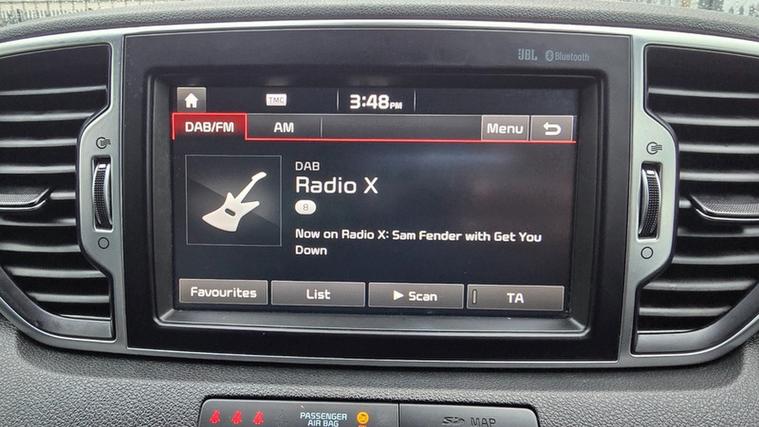 JBL Bluetooth
TMC 3:48PM
DAB/FM AM Menu
DAB
Radio X
8
Now on Radio X: Sam Fender with Get You
Down
Favourites List Scan TA
PASSENGER
AIR BAG
SD MAP